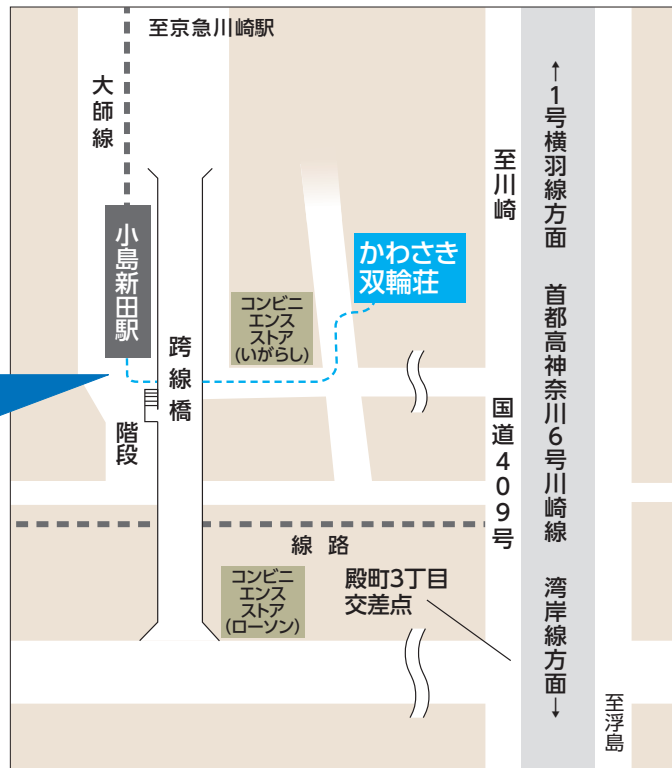 至京急川崎駅
大師線
小島新田駅
跨線橋
階段
コンビニ
エンス
ストア
(いがらし)
かわさき
双輪荘
至川崎
国道409号
↑1号横羽線方面 首都高神奈川6号川崎線 湾岸線方面↓
線路
コンビニ
エンス
ストア
(ローソン)
殿町3丁目
交差点
至浮島